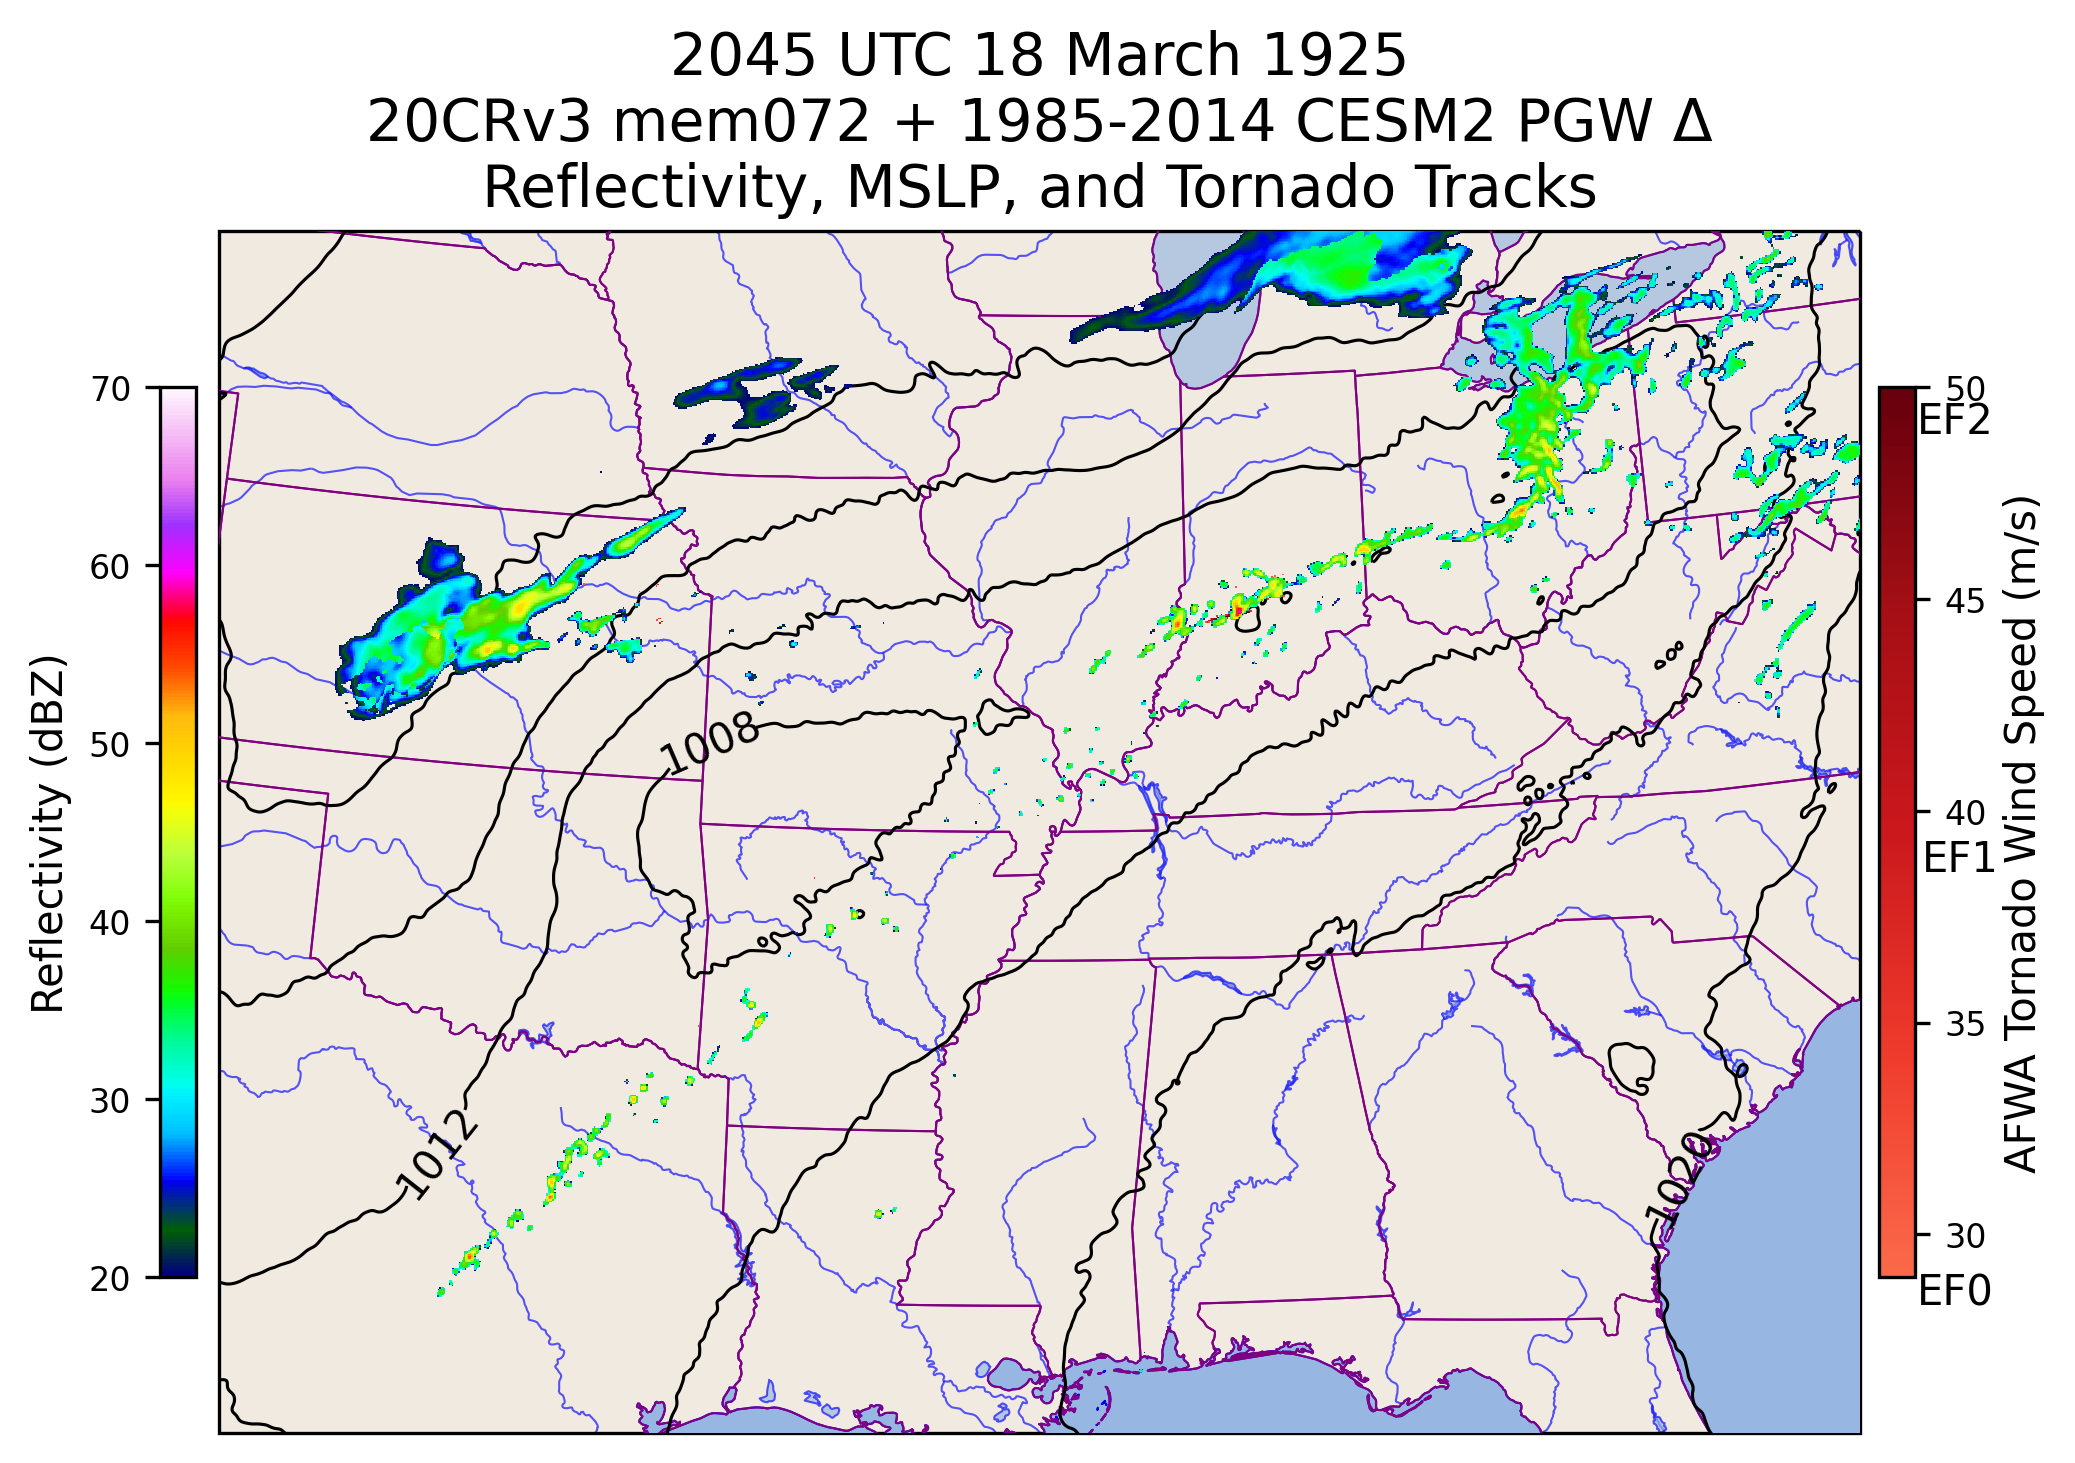 2045 UTC 18 March 1925
20CRv3 mem072 + 1985-2014 CESM2 PGW Δ
Reflectivity, MSLP, and Tornado Tracks
Reflectivity (dBZ)
70
60
50
40
30
20
1008
1012
1020
50
EF2
45
40
EF1
35
30
EF0
AFWA Tornado Wind Speed (m/s)